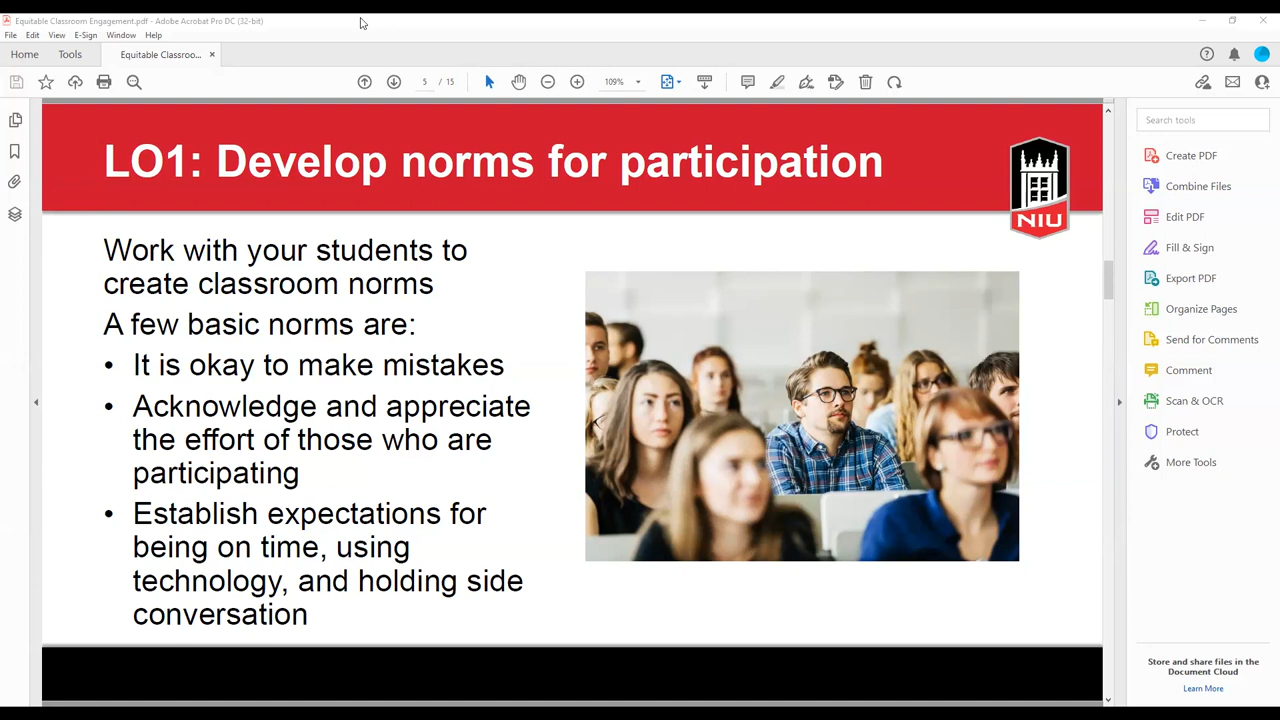 Equitable Classroom Engagement.pdf - Adobe Acrobat Pro DC (32-bit)
File Edit View E-Sign Window Help
Home Tools Equitable Classroo... ×
5 / 15 109%
LO1: Develop norms for participation
NIU
Work with your students to
create classroom norms
A few basic norms are:
• It is okay to make mistakes
• Acknowledge and appreciate
the effort of those who are
participating
• Establish expectations for
being on time, using
technology, and holding side
conversation
Search tools
Create PDF
Combine Files
Edit PDF
Fill & Sign
Export PDF
Organize Pages
Send for Comments
Comment
Scan & OCR
Protect
More Tools
Store and share files in the
Document Cloud
Learn More